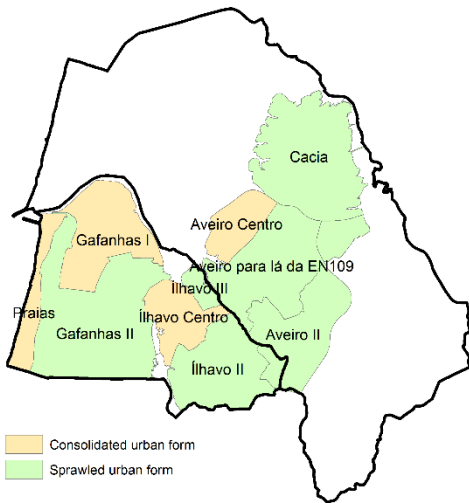 Cacia
Aveiro Centro
Gafanhas I
Aveiro para lá da EN109
Ílhavo III
Praias
Ílhavo Centro
Gafanhas II
Aveiro II
Ílhavo II
Consolidated urban form
Sprawled urban form